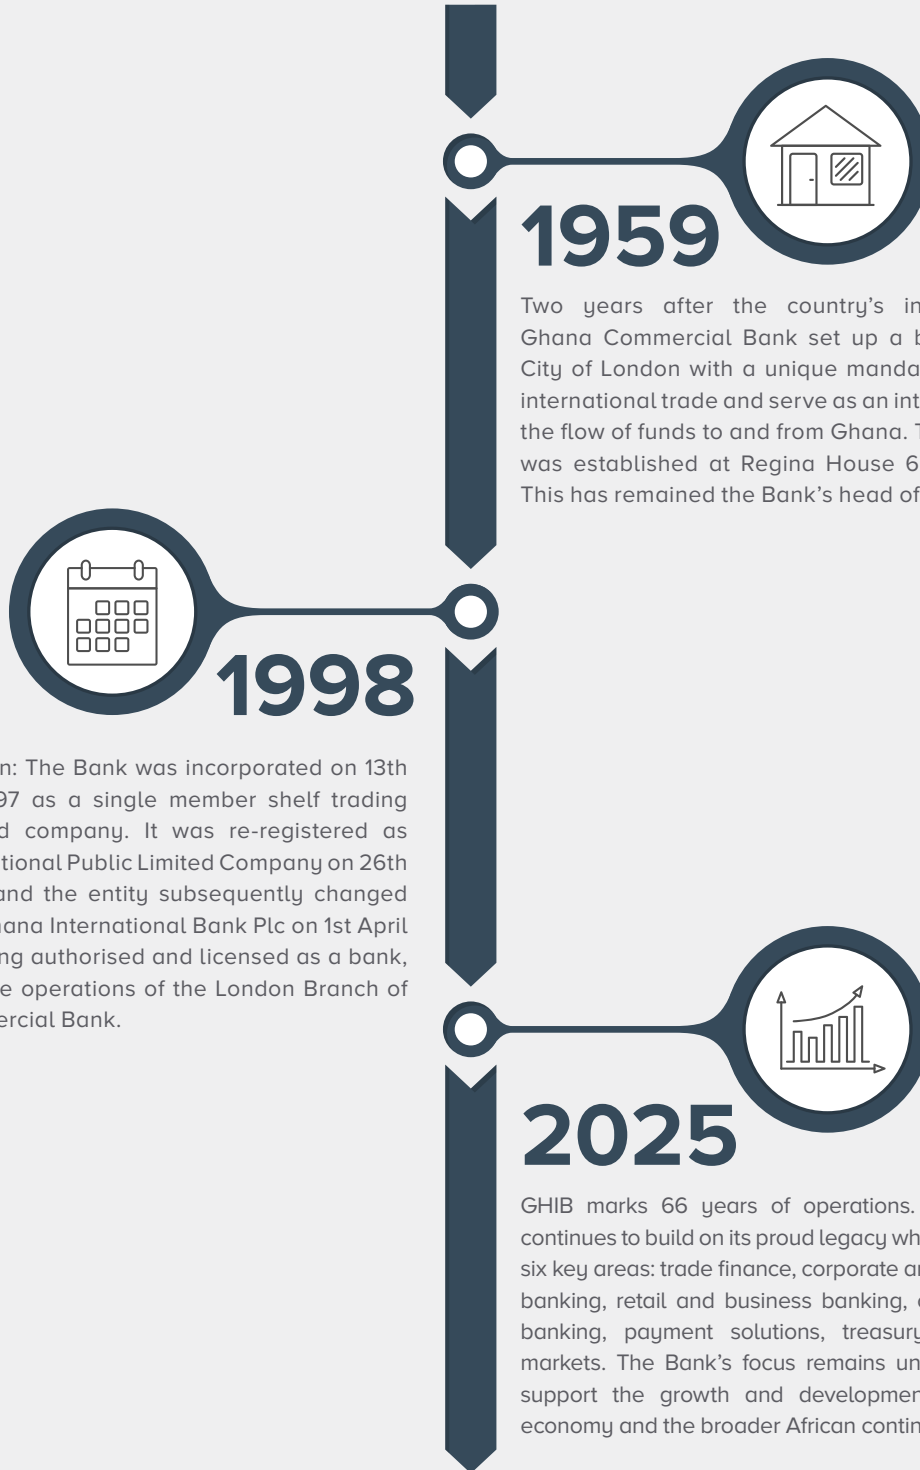 1959
Two years after the country's in
Ghana Commercial Bank set up a b
City of London with a unique manda
international trade and serve as an int
the flow of funds to and from Ghana. T
was established at Regina House 6
This has remained the Bank's head of
1998
n: The Bank was incorporated on 13th
97 as a single member shelf trading
d company. It was re-registered as
tional Public Limited Company on 26th
and the entity subsequently changed
ana International Bank Plc on 1st April
ng authorised and licensed as a bank,
e operations of the London Branch of
ercial Bank.
2025
GHIB marks 66 years of operations.
continues to build on its proud legacy wh
six key areas: trade finance, corporate a
banking, retail and business banking,
banking, payment solutions, treasury
markets. The Bank's focus remains un
support the growth and developmen
economy and the broader African contin